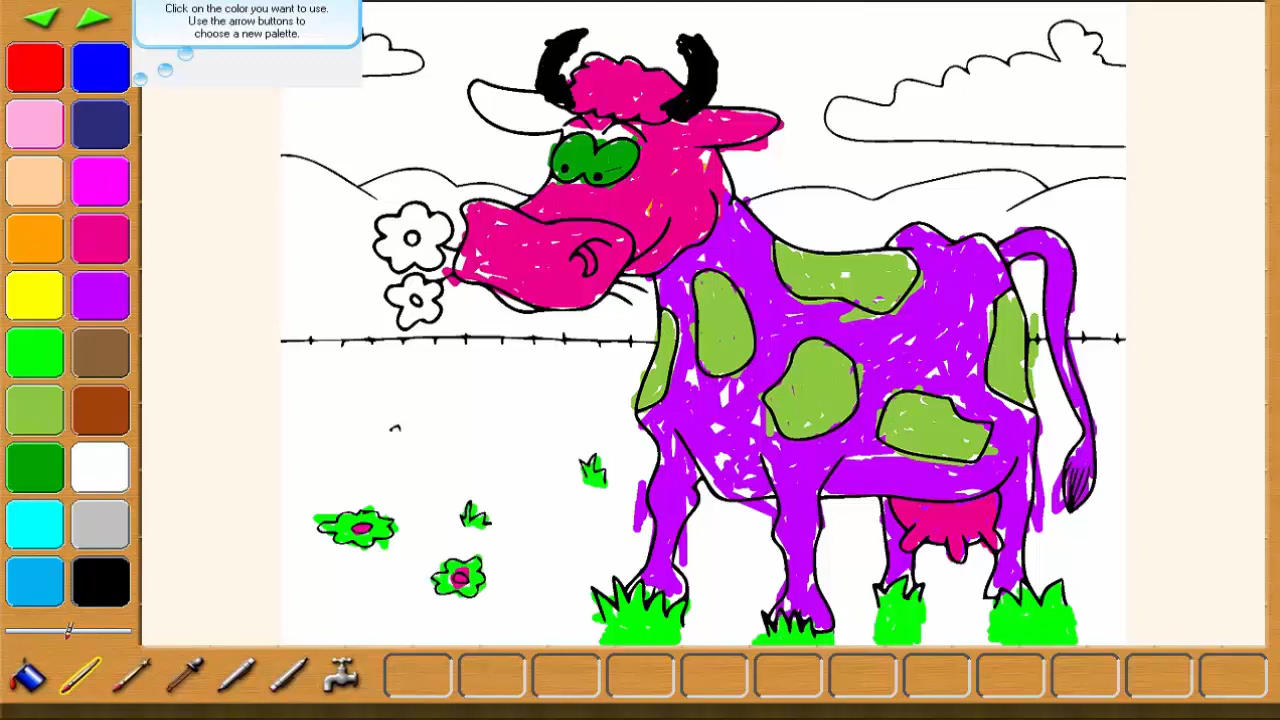 Click on the color you want to use.
Use the arrow buttons to
choose a new palette.